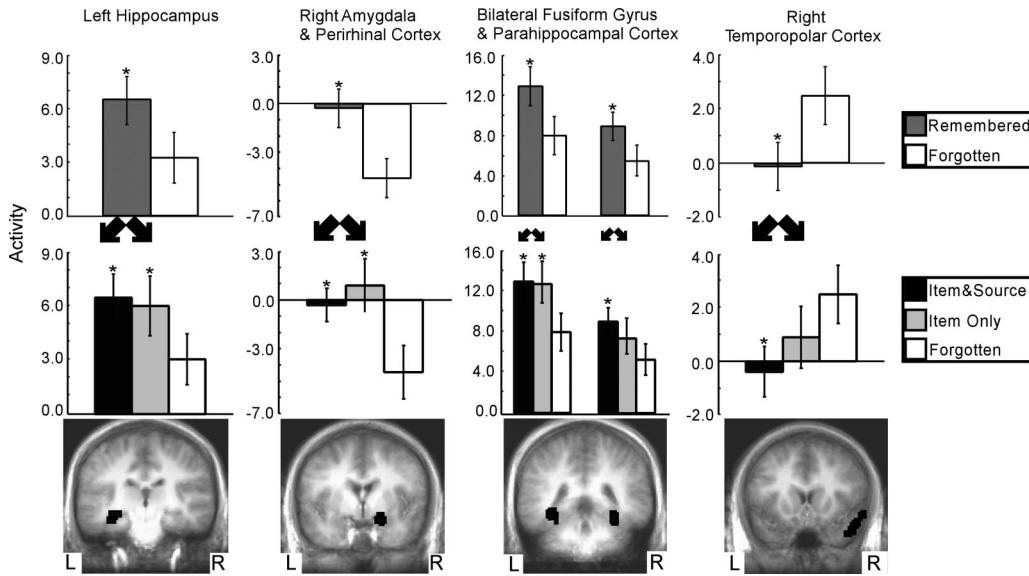 Left Hippocampus
Right Amygdala
& Perirhinal Cortex
Bilateral Fusiform Gyrus
& Parahippocampal Cortex
Right
Temporopolar Cortex
Activity
9.0
6.0
3.0
0.0
*
3.0
0.0
-3.0
-7.0
*
16.0
12.0
8.0
4.0
0.0
*
*
4.0
2.0
0.0
-2.0
*
Remembered
Forgotten
9.0
6.0
3.0
0.0
*
*
4.0
0.0
-3.0
-7.0
*
*
16.0
12.0
8.0
4.0
0.0
*
*
*
4.0
2.0
0.0
-2.0
*
Item&Source
Item Only
Forgotten
L
R
L
R
L
R
L
R